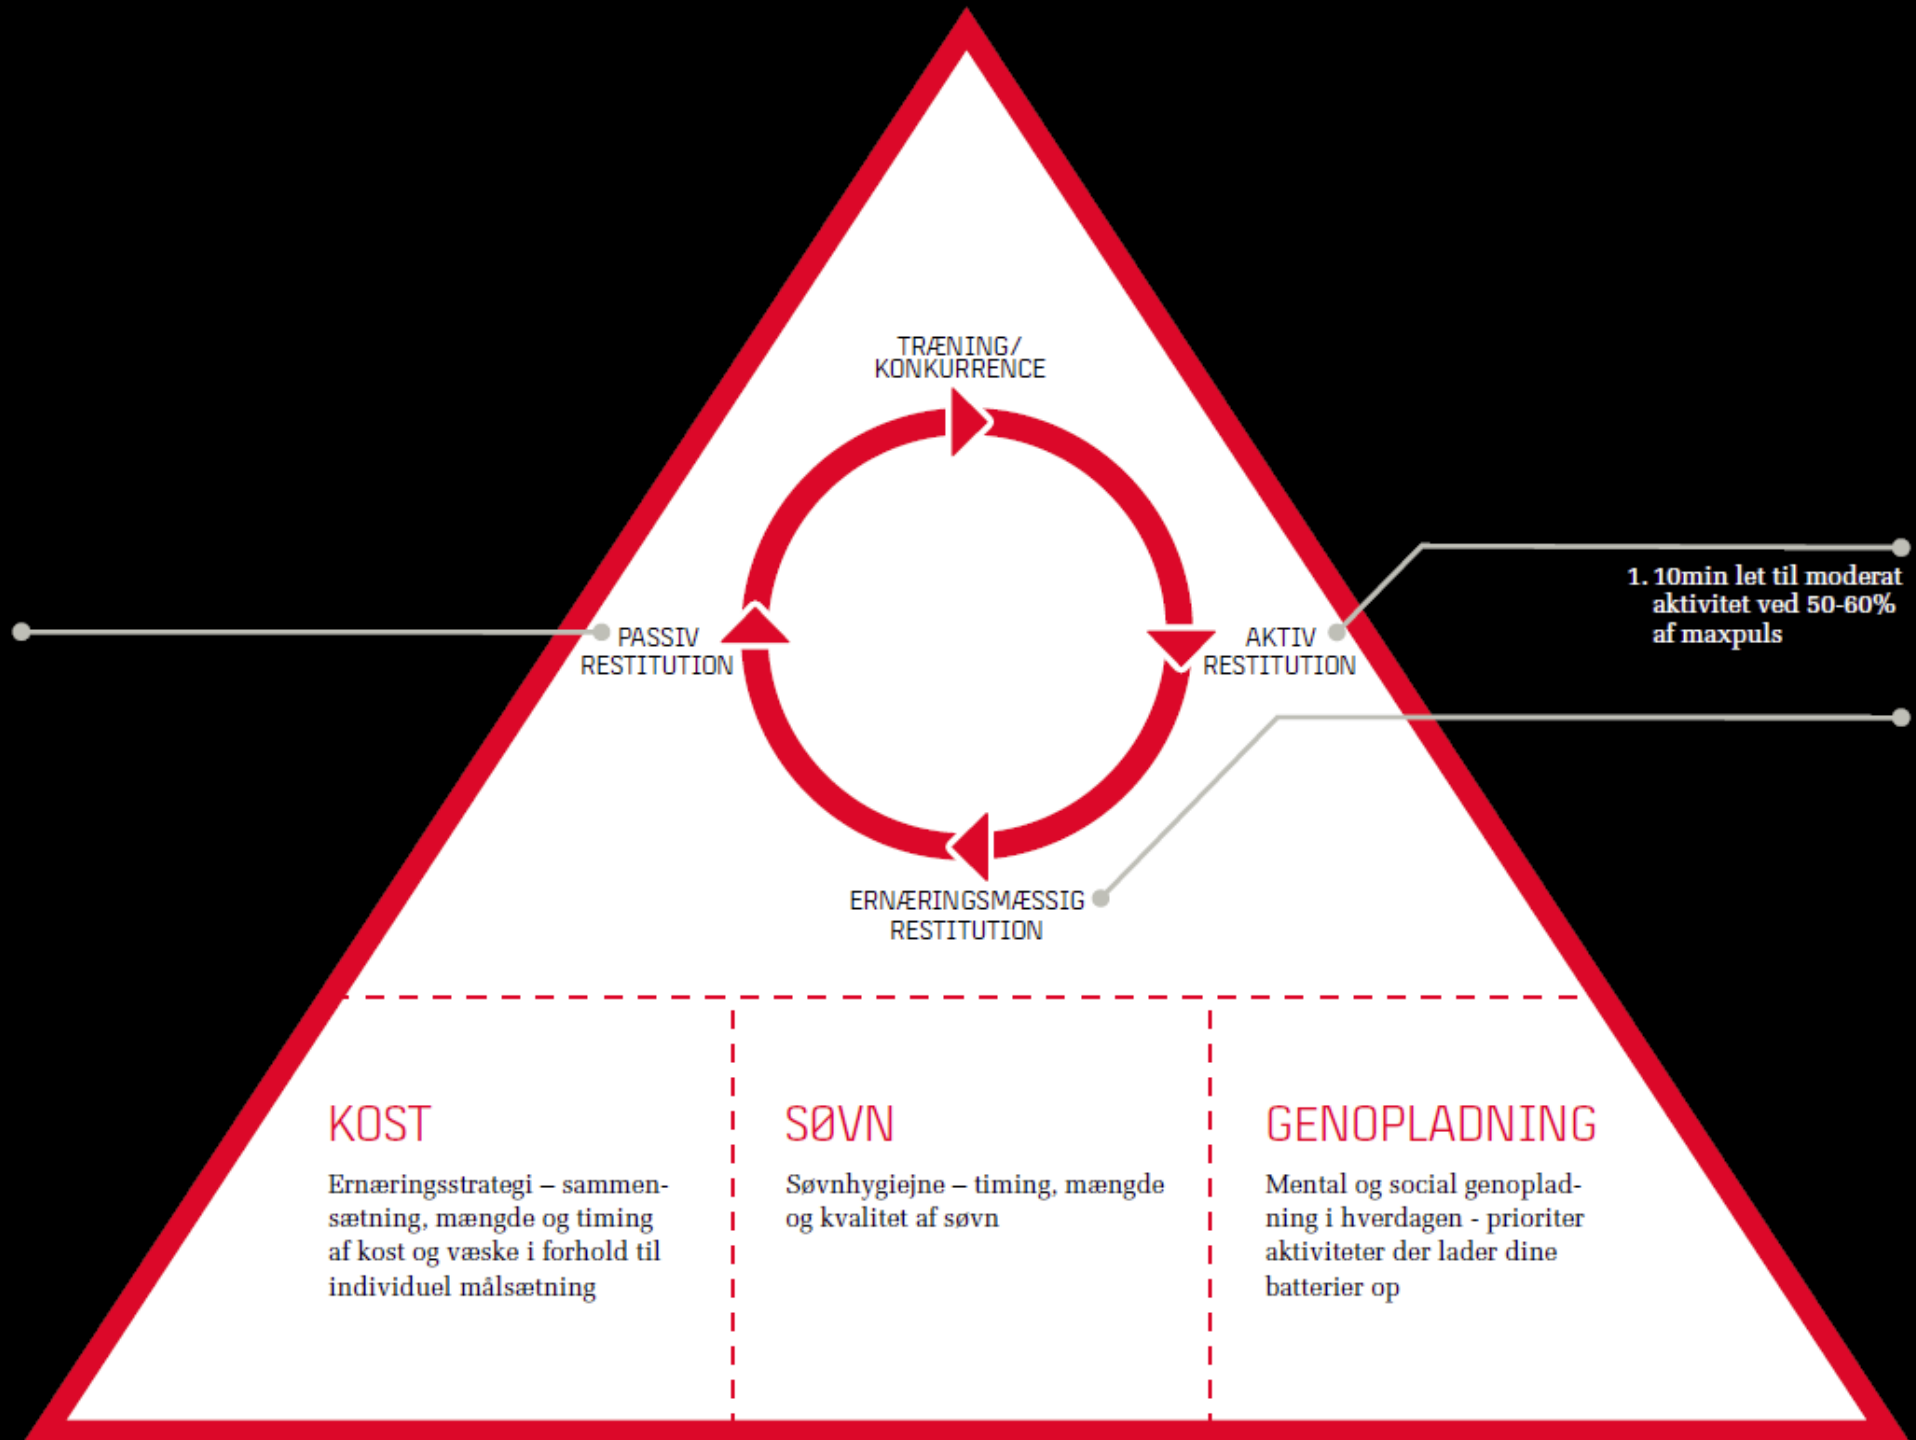 TRÆNING/
KONKURRENCE
1. 10min let til moderat
aktivitet ved 50-60%
af maxpuls
PASSIV
RESTITUTION
AKTIV
RESTITUTION
ERNÆRINGSMÆSSIG
RESTITUTION
KOST
Ernæringsstrategi – sammen-
sætning, mængde og timing
af kost og væske i forhold til
individuel målsætning
SØVN
Søvnhygiejne – timing, mængde
og kvalitet af søvn
GENOPLADNING
Mental og social genoplad-
ning i hverdagen - prioriter
aktiviteter der lader dine
batterier op